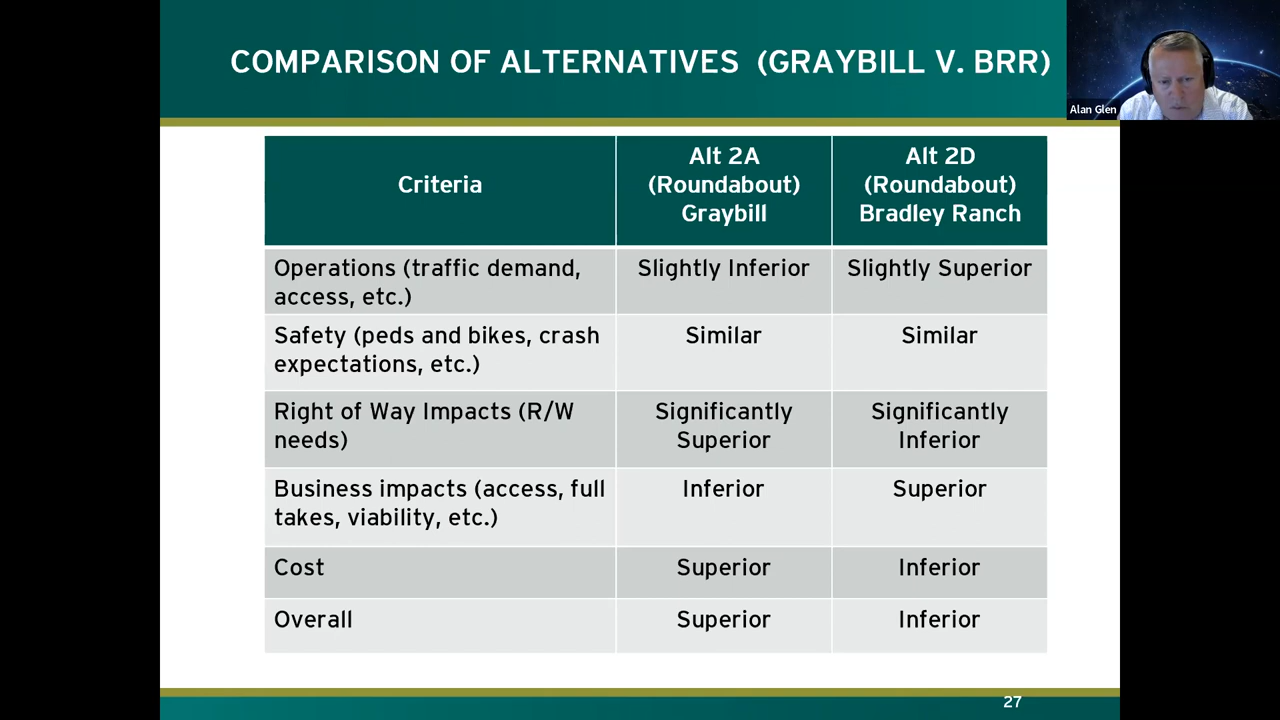 COMPARISON OF ALTERNATIVES (GRAYBILL V. BRR)
Alan Glen
Criteria
Alt 2A
(Roundabout)
Graybill
Alt 2D
(Roundabout)
Bradley Ranch
Operations (traffic demand,
access, etc.)
Slightly Inferior
Slightly Superior
Safety (peds and bikes, crash
expectations, etc.)
Similar
Similar
Right of Way Impacts (R/W
needs)
Significantly
Superior
Significantly
Inferior
Business impacts (access, full
takes, viability, etc.)
Inferior
Superior
Cost
Superior
Inferior
Overall
Superior
Inferior
27